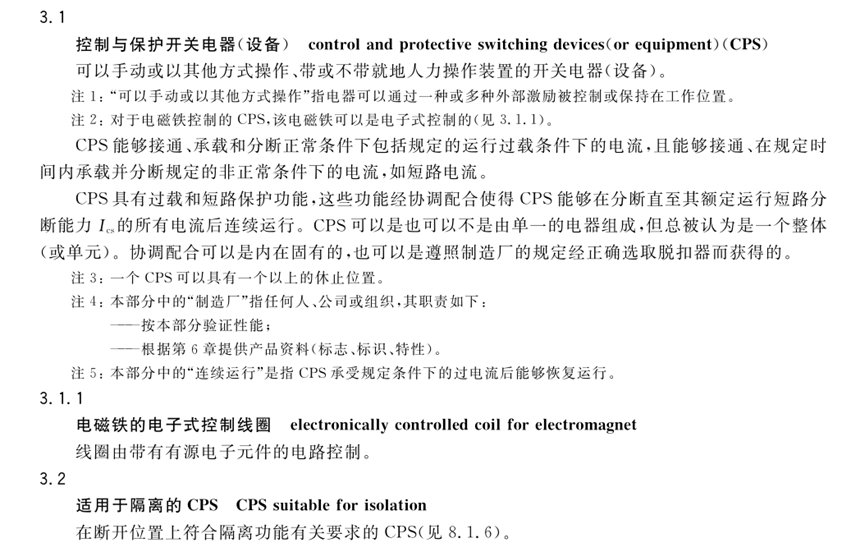 3.1
控制与保护开关电器(设备) control and protective switching devices(or equipment)(CPS)
可以手动或以其他方式操作、带或不带就地人力操作装置的开关电器(设备)。
注1:“可以手动或以其他方式操作”指电器可以通过一种或多种外部激励被控制或保持在工作位置。
注2:对于电磁铁控制的CPS,该电磁铁可以是电子式控制的(见3.1.1)。
CPS能够接通、承载和分断正常条件下包括规定的运行过载条件下的电流,且能够接通、在规定时
间内承载并分断规定的非正常条件下的电流,如短路电流。
CPS具有过载和短路保护功能,这些功能经协调配合使得CPS能够在分断直至其额定运行短路分
断能力Ics的所有电流后连续运行。CPS可以是也可以不是由单一的电器组成,但总被认为是一个整体
(或单元)。协调配合可以是内在固有的,也可以是遵照制造厂的规定经正确选取脱扣器而获得的。
注3:一个CPS可以具有一个以上的休止位置。
注4:本部分中的“制造厂”指任何人、公司或组织,其职责如下:
——按本部分验证性能;
——根据第6章提供产品资料(标志、标识、特性)。
注5:本部分中的“连续运行”是指CPS承受规定条件下的过电流后能够恢复运行。
3.1.1
电磁铁的电子式控制线圈 electronically controlled coil for electromagnet
线圈由带有有源电子元件的电路控制。
3.2
适用于隔离的CPS CPS suitable for isolation
在断开位置上符合隔离功能有关要求的CPS(见8.1.6)。